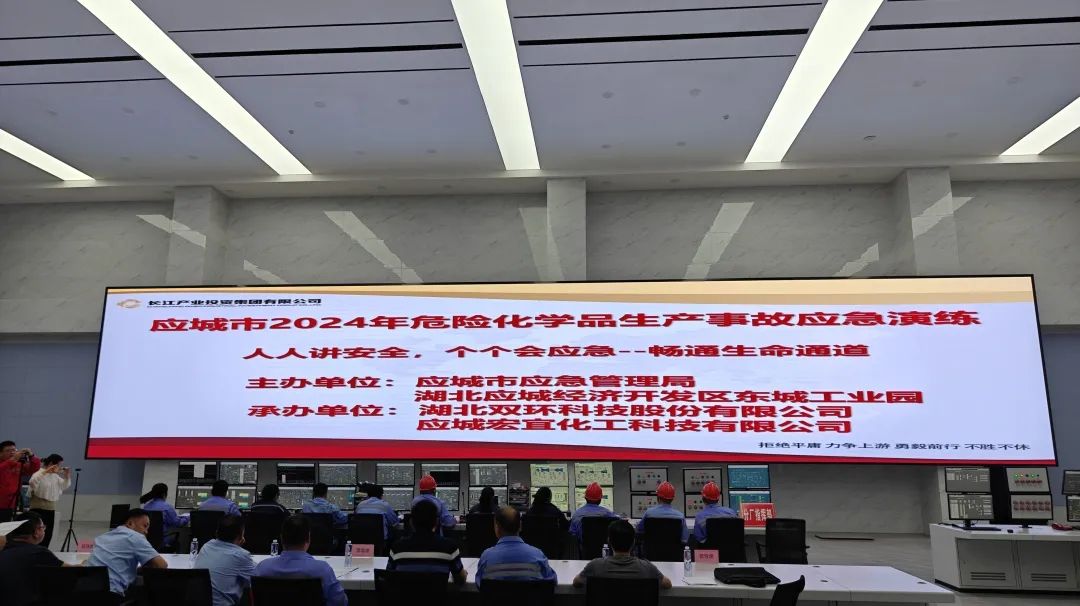 长江产业投资集团有限公司
应城市2024年危险化学品生产事故应急演练
人人讲安全，个个会应急--畅通生命通道
主办单位：应城市应急管理局
湖北应城经济开发区东城工业园
承办单位：湖北双环科技股份有限公司
应城宏宜化工科技有限公司
拒绝平庸 力争上游 勇毅前行 不胜不休
分厂指挥部